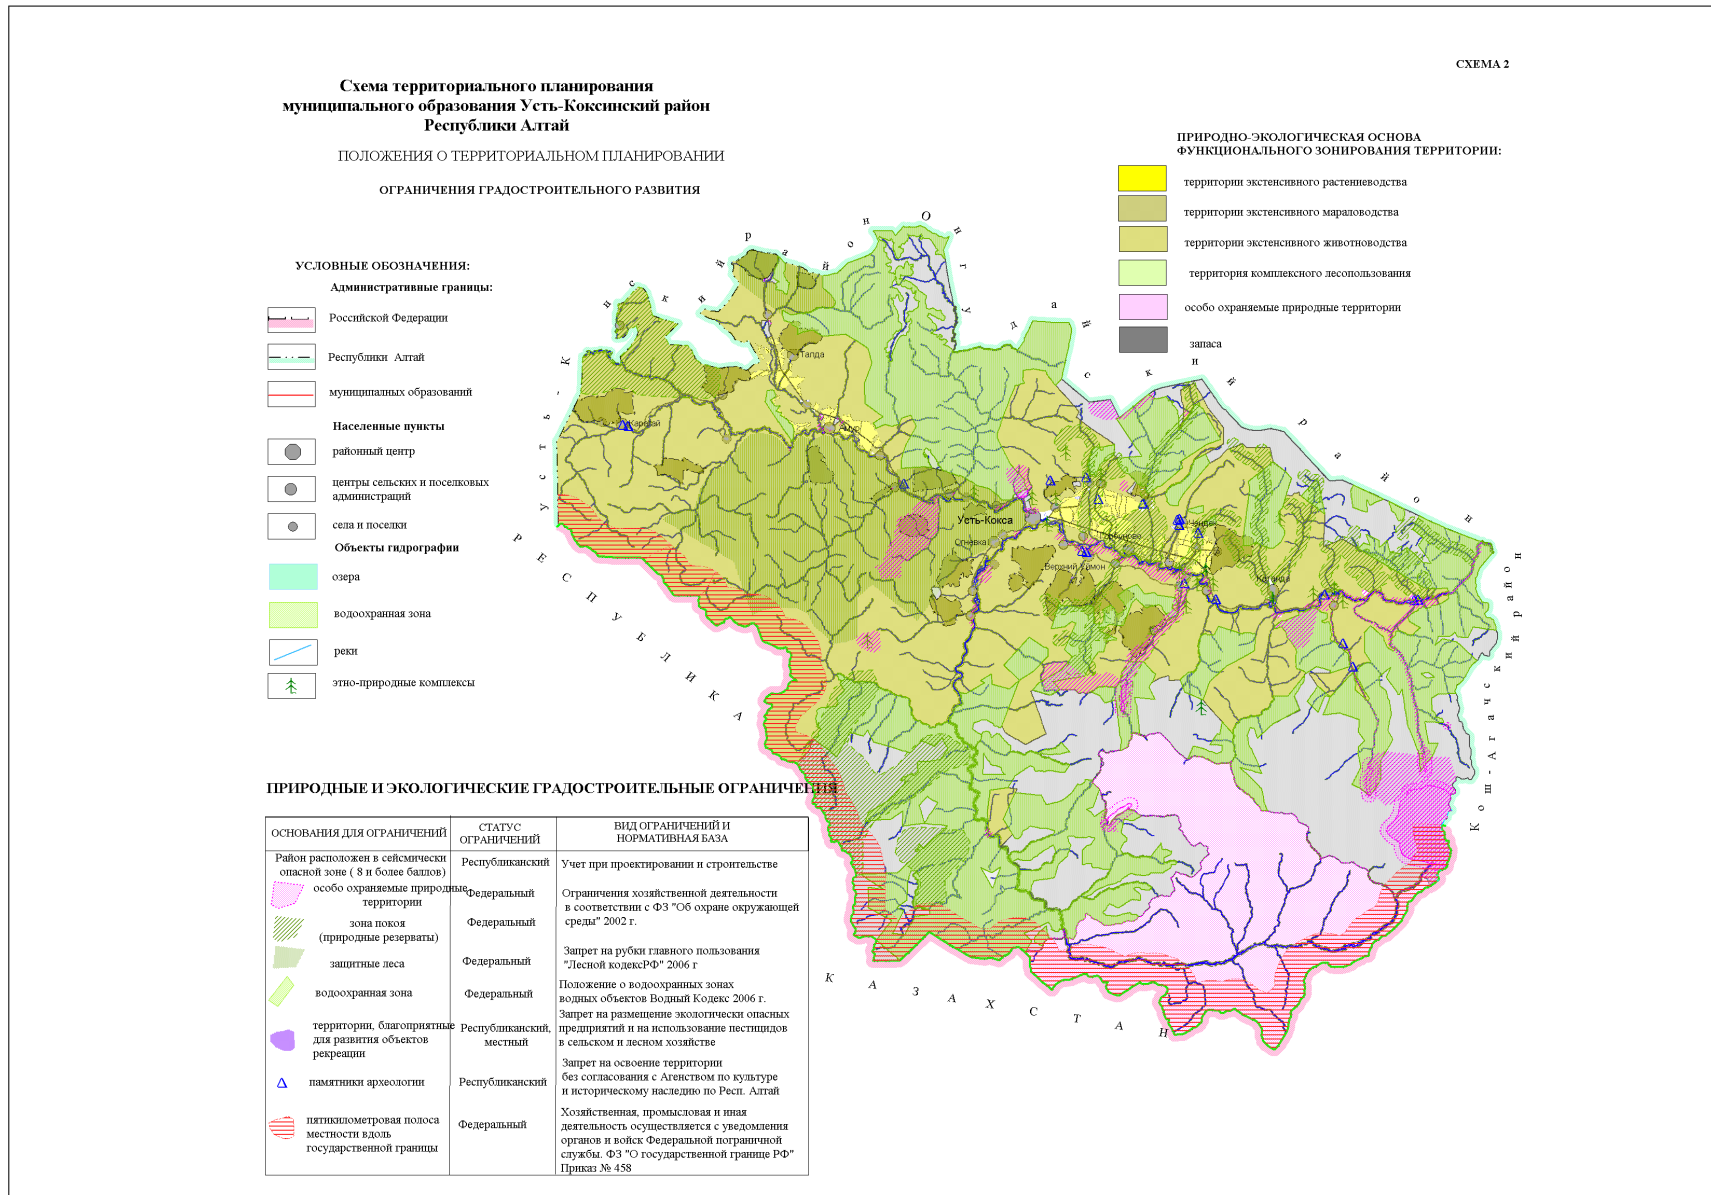 СХЕМА 2
Схема территориального планирования
муниципального образования Усть-Коксинский район
Республики Алтай
ПОЛОЖЕНИЯ О ТЕРРИТОРИАЛЬНОМ ПЛАНИРОВАНИИ
ОГРАНИЧЕНИЯ ГРАДОСТРОИТЕЛЬНОГО РАЗВИТИЯ
ПРИРОДНО-ЭКОЛОГИЧЕСКАЯ ОСНОВА
ФУНКЦИОНАЛЬНОГО ЗОНИРОВАНИЯ ТЕРРИТОРИИ:
территории экстенсивного растениеводства
территории экстенсивного мараловодства
территории экстенсивного животноводства
территория комплексного лесопользования
особо охраняемые природные территории
запаса
УСЛОВНЫЕ ОБОЗНАЧЕНИЯ:
Административные границы:
Российской Федерации
Республики Алтай
муниципалных образований
Населенные пункты
районный центр
центры сельских и поселковых
администраций
села и поселки
Объекты гидрографии
озера
водоохранная зона
реки
этно-природные комплексы
Усть-Канский район
Онгудайский район
Кош-Агачский район
РЕСПУБЛИКА
КАЗАХСТАН
Талда
Карагай
Амур
Усть-Кокса
Огневка
Верхний Уймон
Чендек
Катанда
ПРИРОДНЫЕ И ЭКОЛОГИЧЕСКИЕ ГРАДОСТРОИТЕЛЬНЫЕ ОГРАНИЧЕНИЯ
ОСНОВАНИЯ ДЛЯ ОГРАНИЧЕНИЙ
СТАТУС
ОГРАНИЧЕНИЙ
ВИД ОГРАНИЧЕНИЙ И
НОРМАТИВНАЯ БАЗА
Район расположен в сейсмически
опасной зоне ( 8 и более баллов)
Республиканский
Учет при проектировании и строительстве
особо охраняемые природные
территории
Федеральный
Ограничения хозяйственной деятельности
в соответствии с ФЗ "Об охране окружающей
среды" 2002 г.
зона покоя
(природные резерваты)
Федеральный
защитные леса
Федеральный
Запрет на рубки главного пользования
"Лесной кодексРФ" 2006 г
водоохранная зона
Федеральный
Положение о водоохранных зонах
водных объектов Водный Кодекс 2006 г.
территории, благоприятные
для развития объектов
рекреации
Республиканский,
местный
Запрет на размещение экологически опасных
предприятий и на использование пестицидов
в сельском и лесном хозяйстве
памятники археологии
Республиканский
Запрет на освоение территории
без согласования с Агенством по культуре
и историческому наследию по Респ. Алтай
пятикилометровая полоса
местности вдоль
государственной границы
Федеральный
Хозяйственная, промысловая и иная
деятельность осуществляется с уведомления
органов и войск Федеральной пограничной
службы. ФЗ "О государственной границе РФ"
Приказ № 458